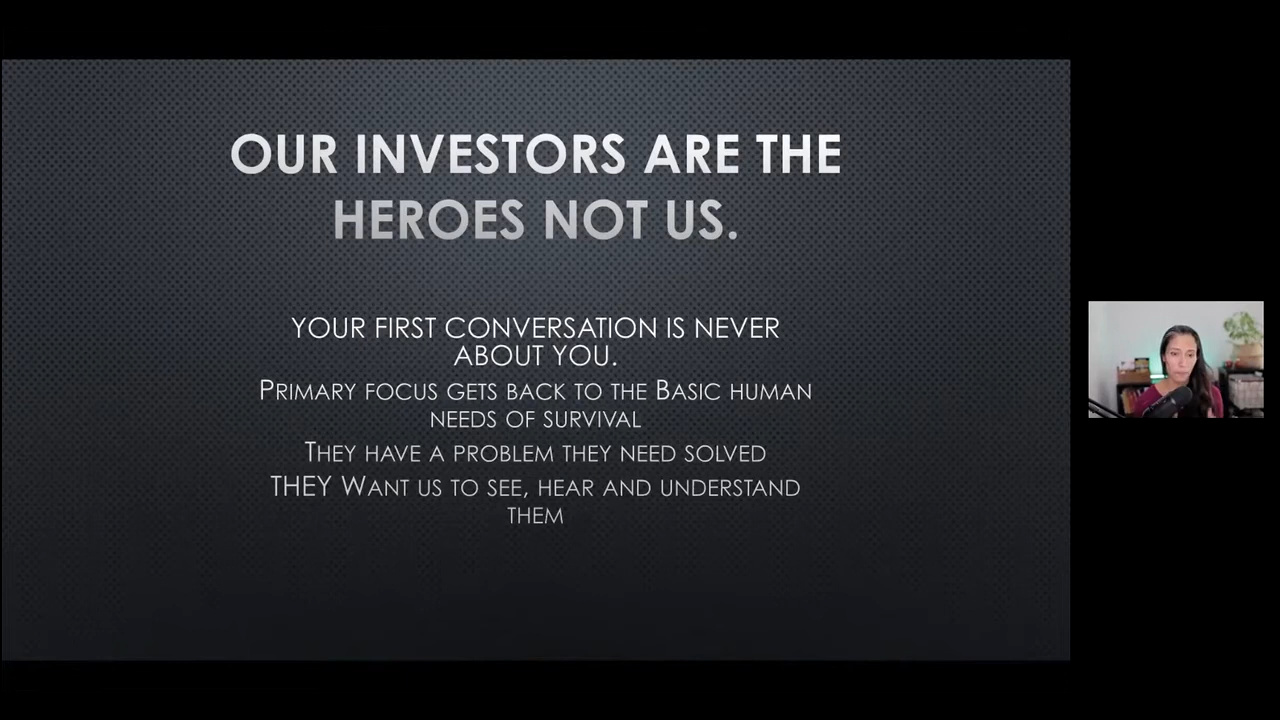 OUR INVESTORS ARE THE
HEROES NOT US.
YOUR FIRST CONVERSATION IS NEVER
ABOUT YOU.
PRIMARY FOCUS GETS BACK TO THE BASIC HUMAN
NEEDS OF SURVIVAL
THEY HAVE A PROBLEM THEY NEED SOLVED
THEY WANT US TO SEE, HEAR AND UNDERSTAND
THEM